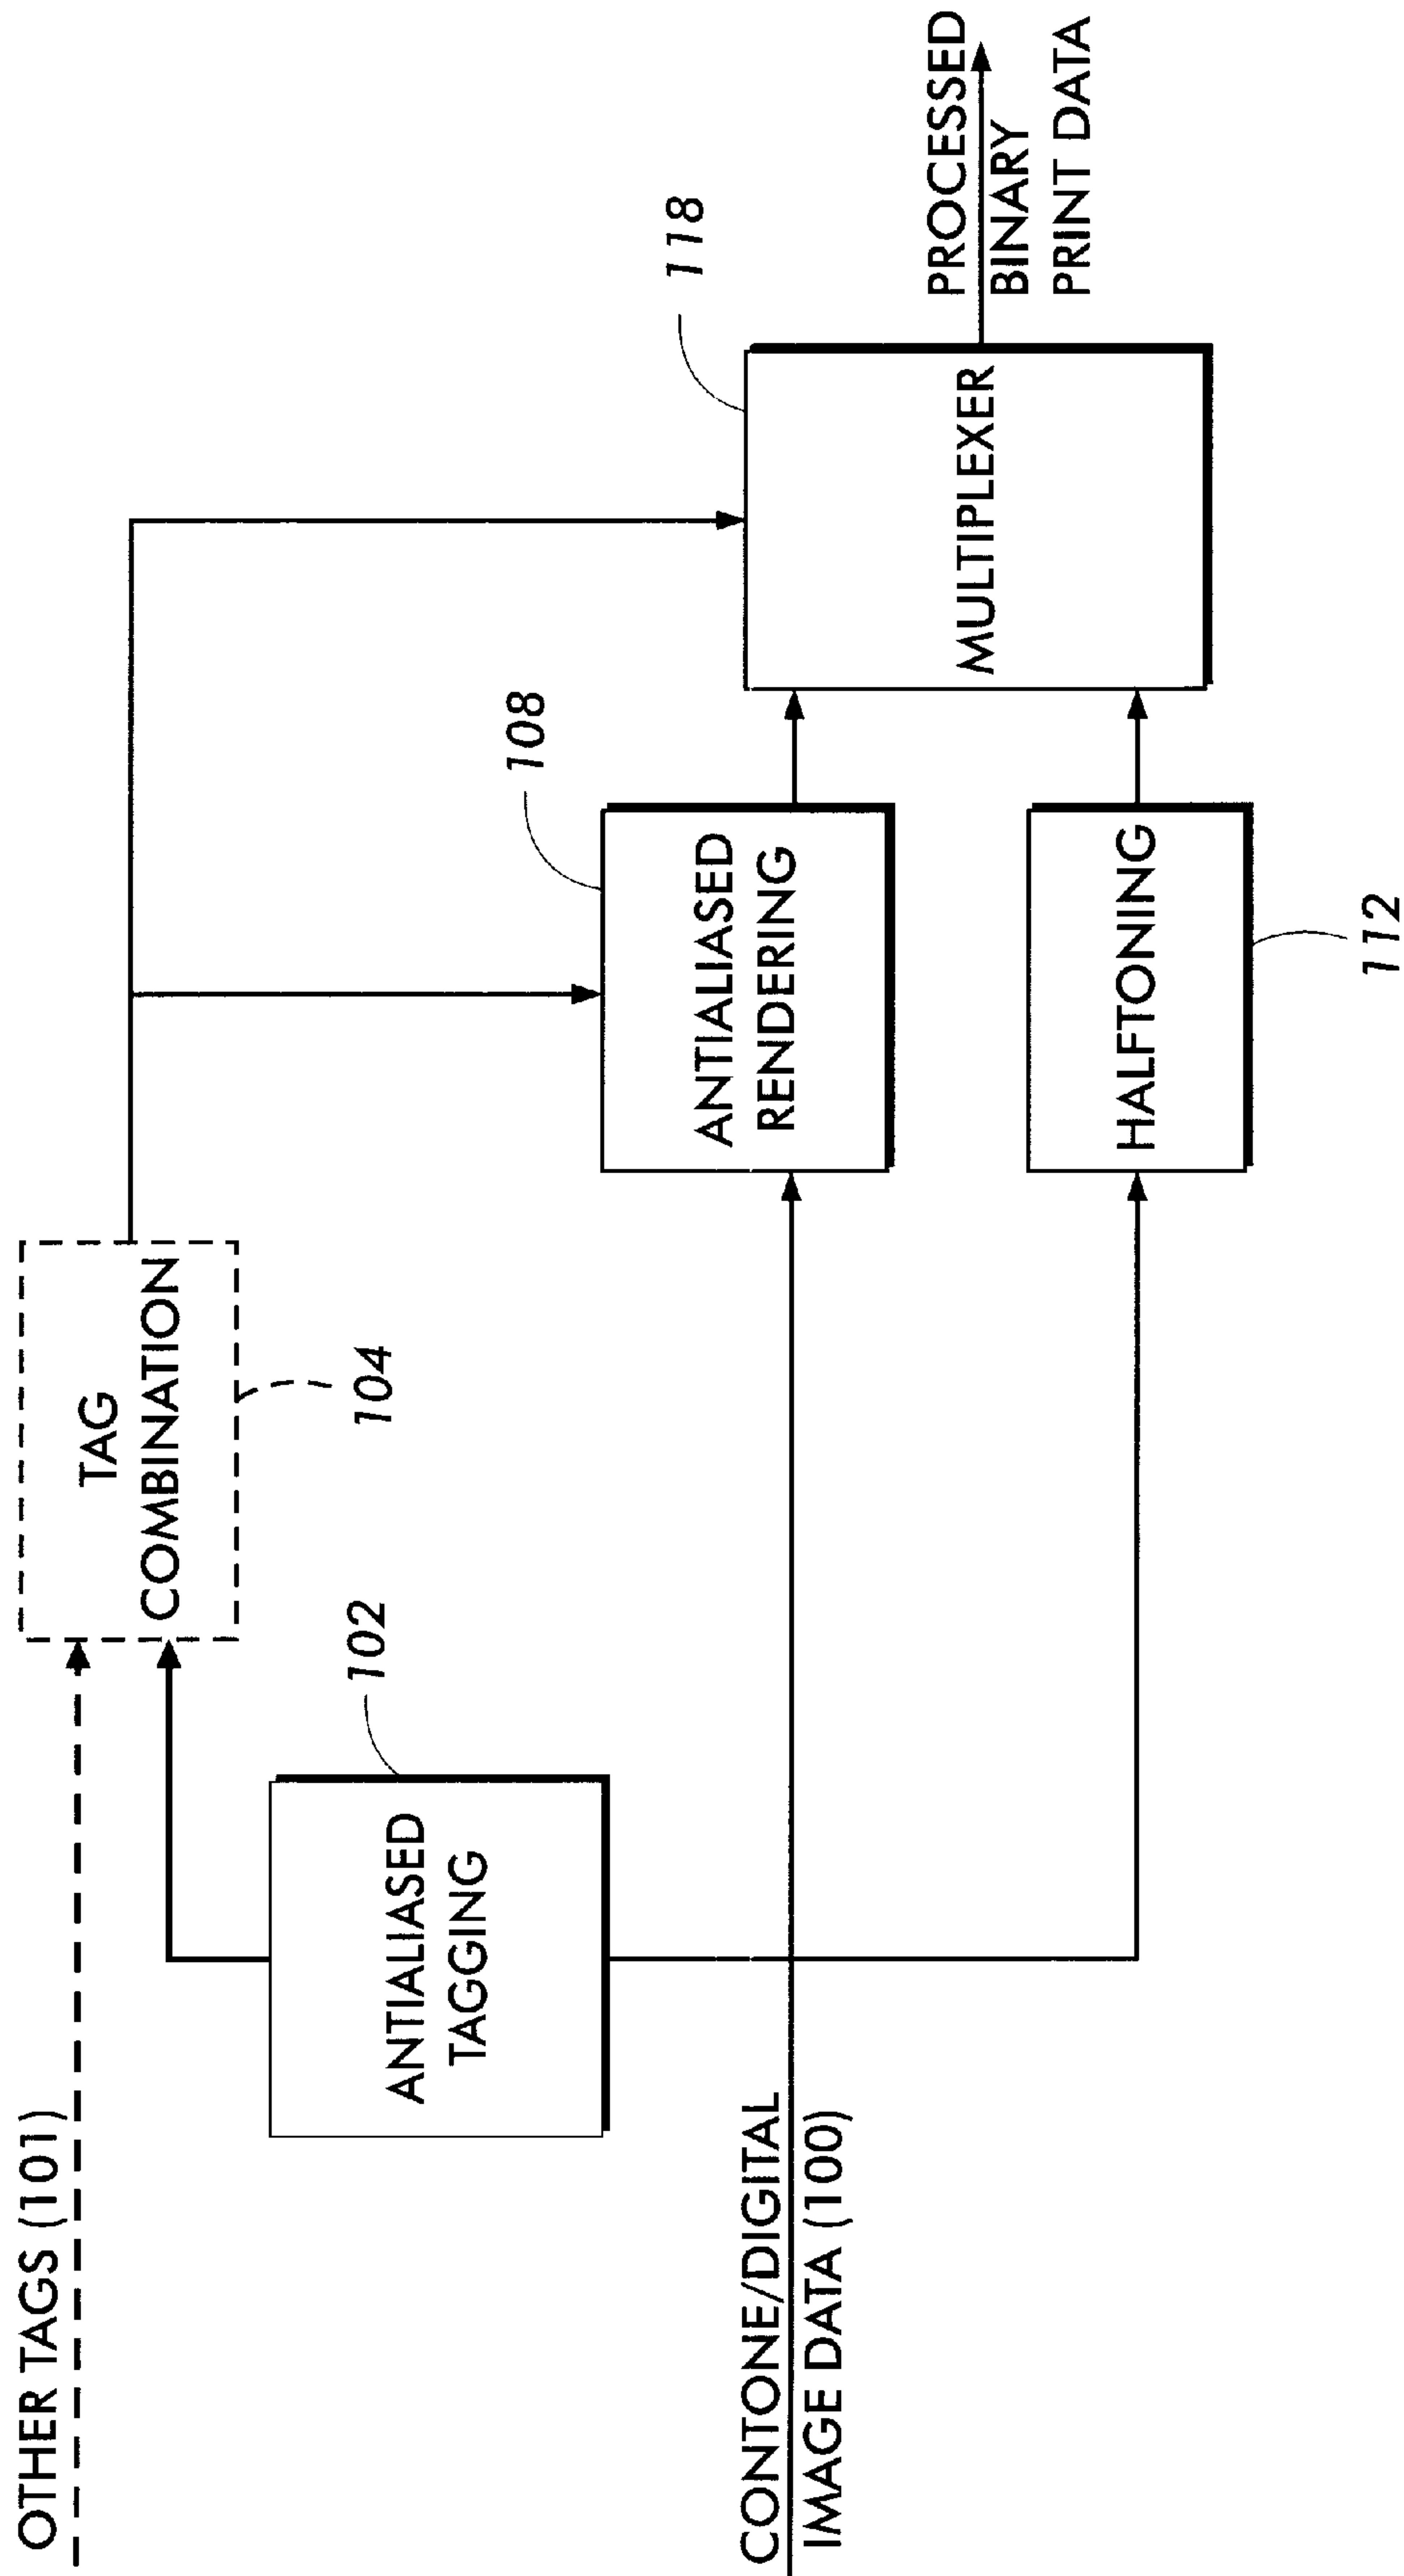 OTHER TAGS (101)
TAG
COMBINATION
104
ANTIALIASED
TAGGING
102
CONTONE/DIGITAL
IMAGE DATA (100)
ANTIALIASED
RENDERING
108
HALFTONING
112
MULTIPLEXER
118
PROCESSED
BINARY
PRINT DATA